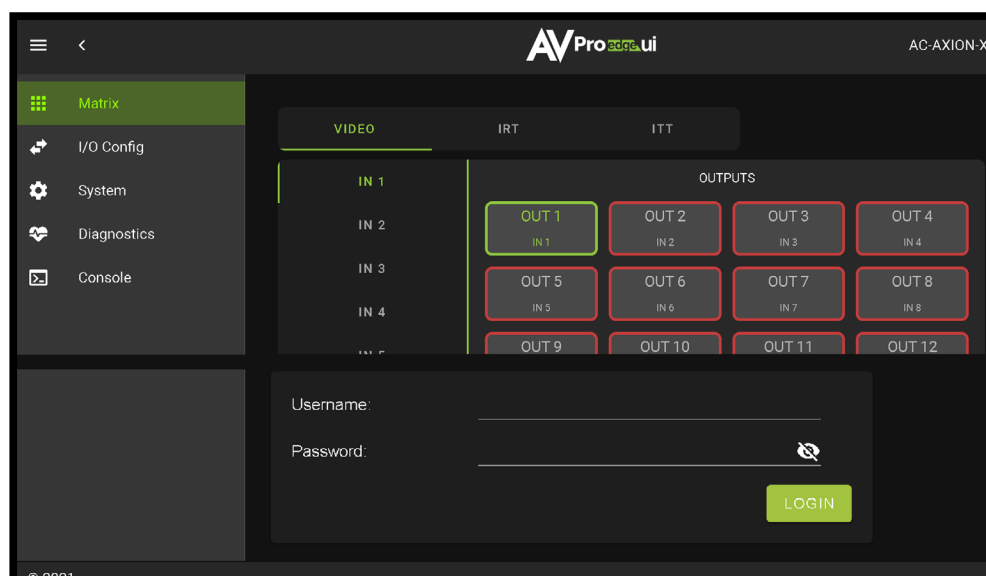 AVPro edge.ui
AC-AXION-X
Matrix
I/O Config
System
Diagnostics
Console
VIDEO IRT ITT
IN 1
IN 2
IN 3
IN 4
OUTPUTS
OUT 1 OUT 2 OUT 3 OUT 4
IN 1 IN 2 IN 3 IN 4
OUT 5 OUT 6 OUT 7 OUT 8
IN 5 IN 6 IN 7 IN 8
OUT 9 OUT 10 OUT 11 OUT 12
Username:
Password:
LOGIN